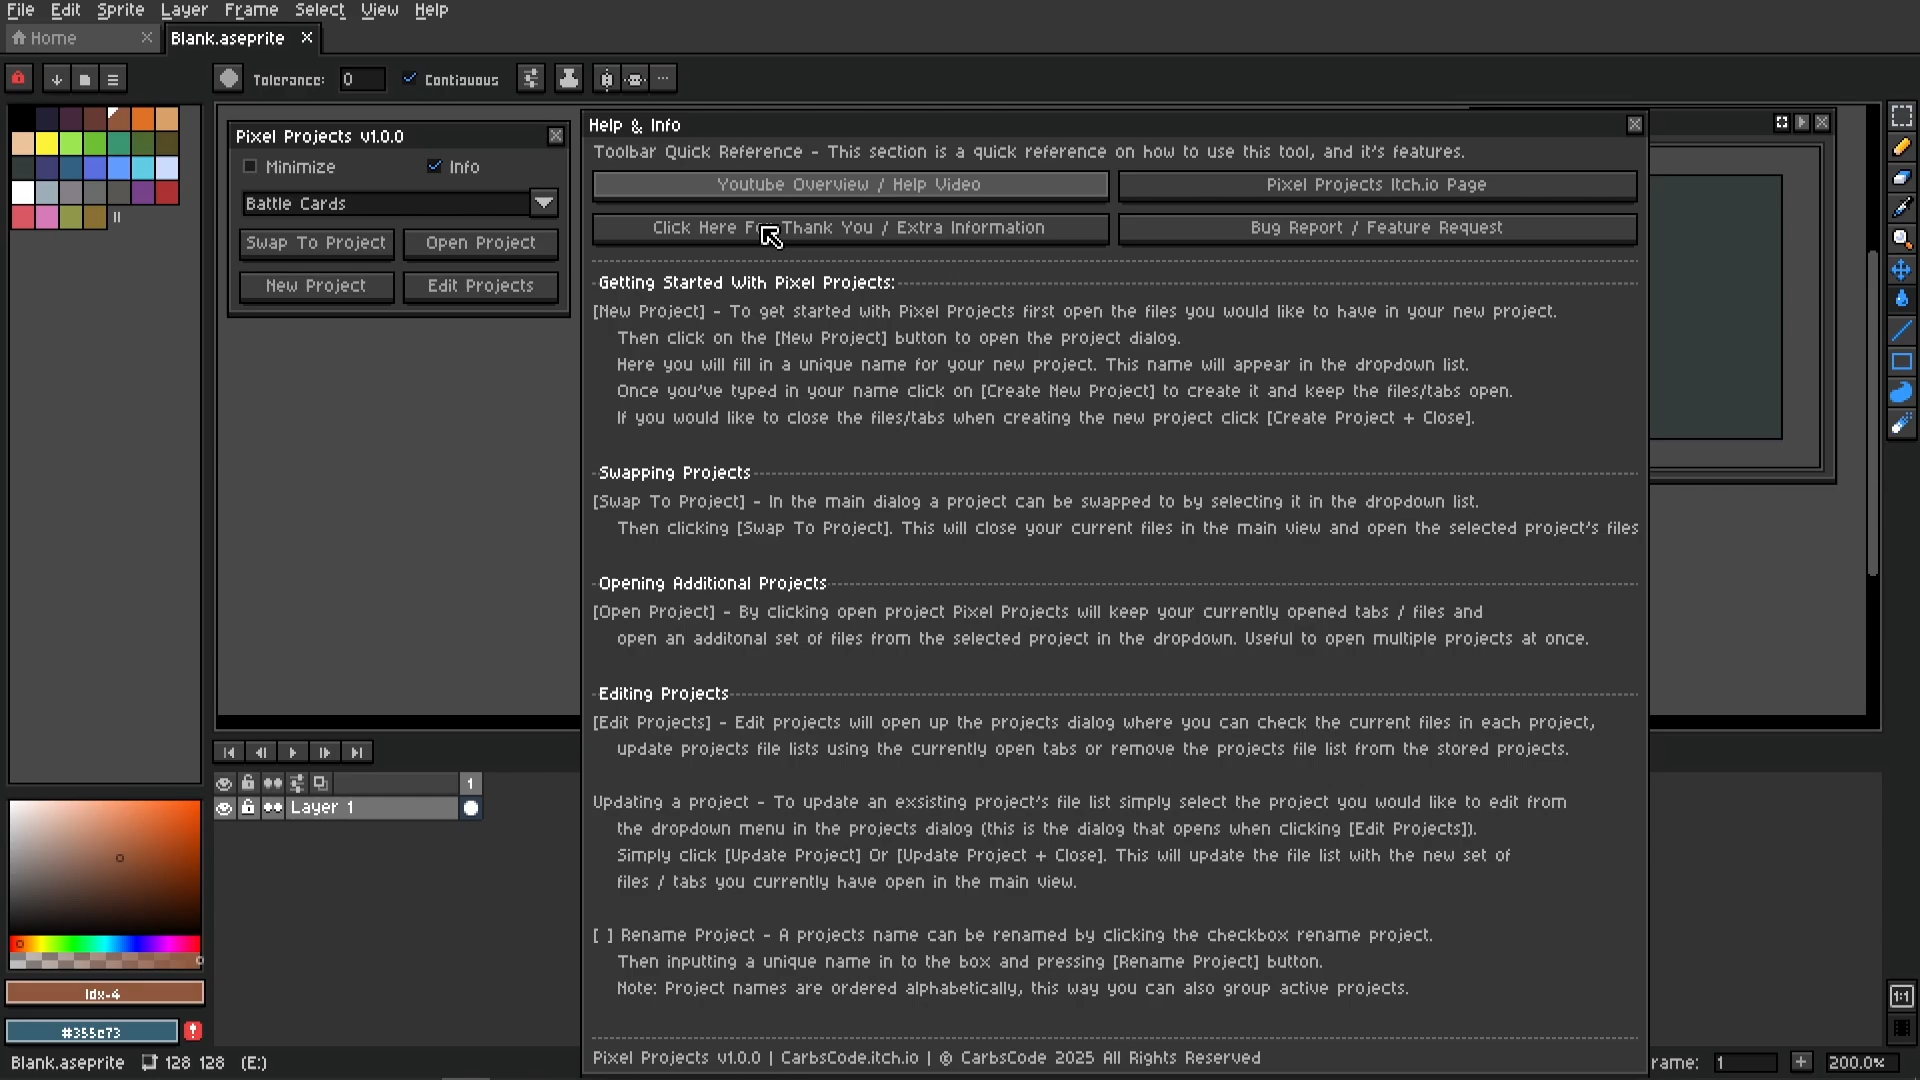 File Edit Sprite Layer Frame Select View Help
Home
Blank.aseprite
Tolerance: 0 Contiguous
Pixel Projects v1.0.0
Minimize Info
Battle Cards
Swap To Project Open Project
New Project Edit Projects
Help & Info
Toolbar Quick Reference - This section is a quick reference on how to use this tool, and it's features.
Youtube Overview / Help Video Pixel Projects Itch.io Page
Click Here For Thank You / Extra Information Bug Report / Feature Request
Getting Started With Pixel Projects:
[New Project] - To get started with Pixel Projects first open the files you would like to have in your new project.
Then click on the [New Project] button to open the project dialog.
Here you will fill in a unique name for your new project. This name will appear in the dropdown list.
Once you've typed in your name click on [Create New Project] to create it and keep the files/tabs open.
If you would like to close the files/tabs when creating the new project click [Create Project + Close].
Swapping Projects
[Swap To Project] - In the main dialog a project can be swapped to by selecting it in the dropdown list.
Then clicking [Swap To Project]. This will close your current files in the main view and open the selected project's files
Opening Additional Projects
[Open Project] - By clicking open project Pixel Projects will keep your currently opened tabs / files and
open an additonal set of files from the selected project in the dropdown. Useful to open multiple projects at once.
Editing Projects
[Edit Projects] - Edit projects will open up the projects dialog where you can check the current files in each project,
update projects file lists using the currently open tabs or remove the projects file list from the stored projects.
Updating a project - To update an exsisting project's file list simply select the project you would like to edit from
the dropdown menu in the projects dialog (this is the dialog that opens when clicking [Edit Projects]).
Simply click [Update Project] Or [Update Project + Close]. This will update the file list with the new set of
files / tabs you currently have open in the main view.
[ ] Rename Project - A projects name can be renamed by clicking the checkbox rename project.
Then inputting a unique name in to the box and pressing [Rename Project] button.
Note: Project names are ordered alphabetically, this way you can also group active projects.
Pixel Projects v1.0.0 | CarbsCode.itch.io | © CarbsCode 2025 All Rights Reserved
1
Layer 1
Idx-4
#355e73
1:1
Blank.aseprite 128 128 (E:)
rame: 1 + 200.0%